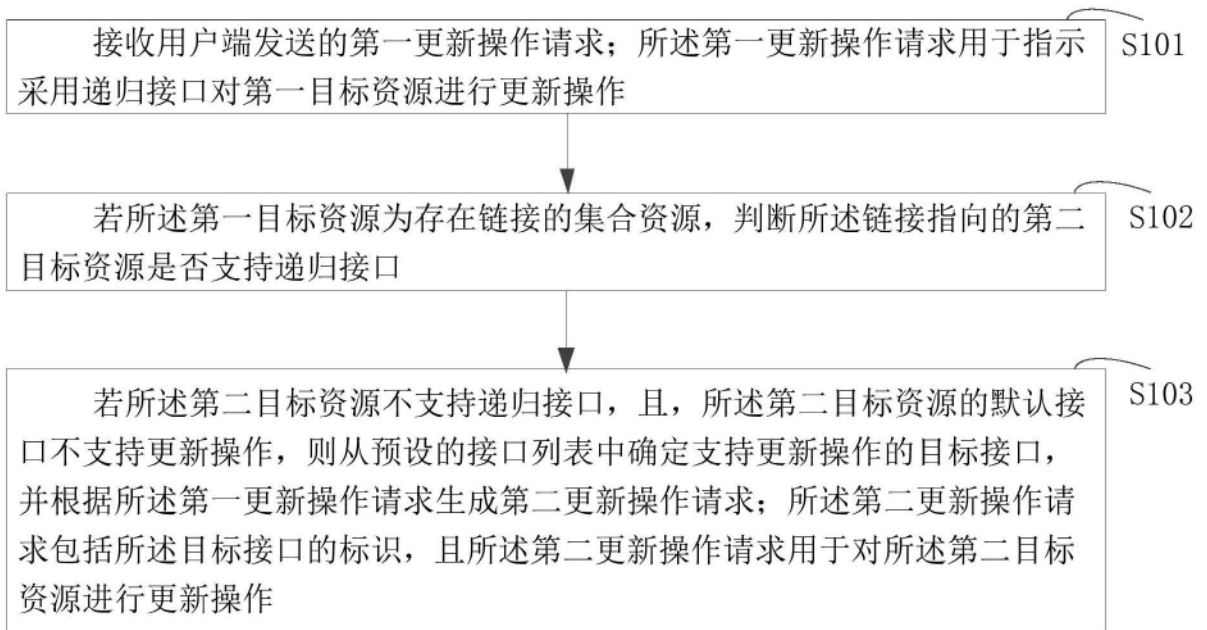 接收用户端发送的第一更新操作请求；所述第一更新操作请求用于指示
采用递归接口对第一目标资源进行更新操作
S101
若所述第一目标资源为存在链接的集合资源，判断所述链接指向的第二
目标资源是否支持递归接口
S102
若所述第二目标资源不支持递归接口，且，所述第二目标资源的默认接
口不支持更新操作，则从预设的接口列表中确定支持更新操作的目标接口，
并根据所述第一更新操作请求生成第二更新操作请求；所述第二更新操作请
求包括所述目标接口的标识，且所述第二更新操作请求用于对所述第二目标
资源进行更新操作
S103